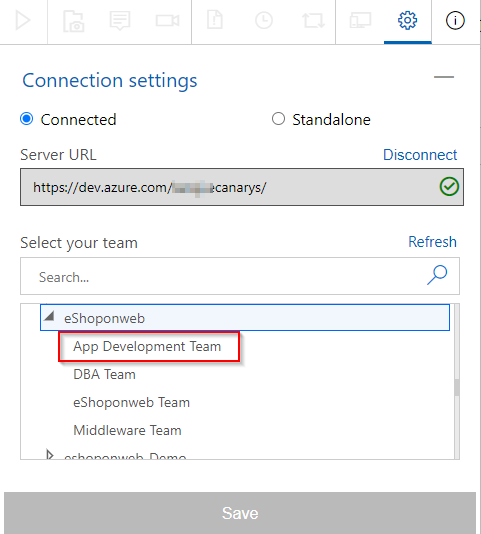 Connection settings
Connected
Standalone
Server URL
Disconnect
https://dev.azure.com/ecanarys/
Select your team
Refresh
Search...
eShoponweb
App Development Team
DBA Team
eShoponweb Team
Middleware Team
eshoponweb-Demo
Save